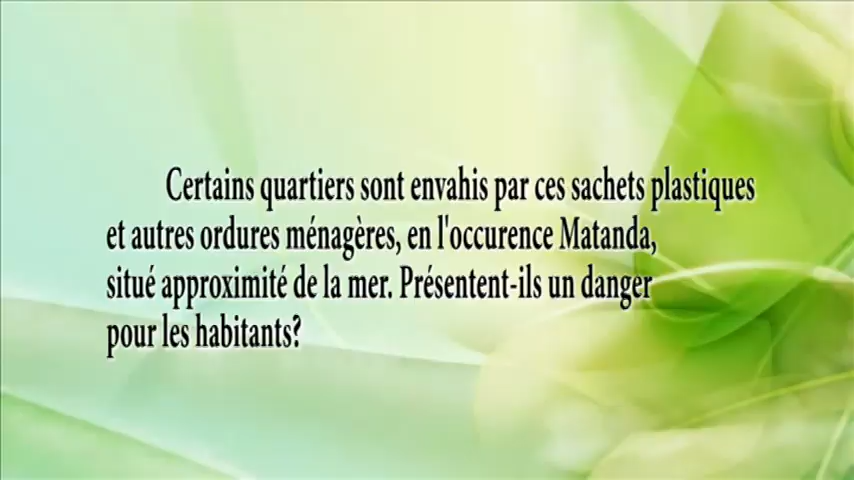 Certains quartiers sont envahis par ces sachets plastiques
et autres ordures ménagères, en l'occurence Matanda,
situé approximité de la mer. Présentent-ils un danger
pour les habitants?